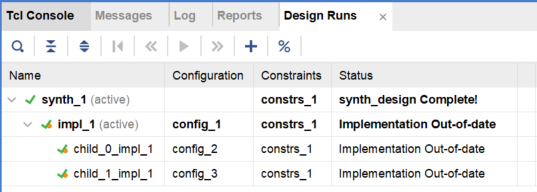 Tcl Console Messages Log Reports Design Runs ×
%
Name Configuration Constraints Status
synth_1 (active) constrs_1 synth_design Complete!
impl_1 (active) config_1 constrs_1 Implementation Out-of-date
child_0_impl_1 config_2 constrs_1 Implementation Out-of-date
child_1_impl_1 config_3 constrs_1 Implementation Out-of-date